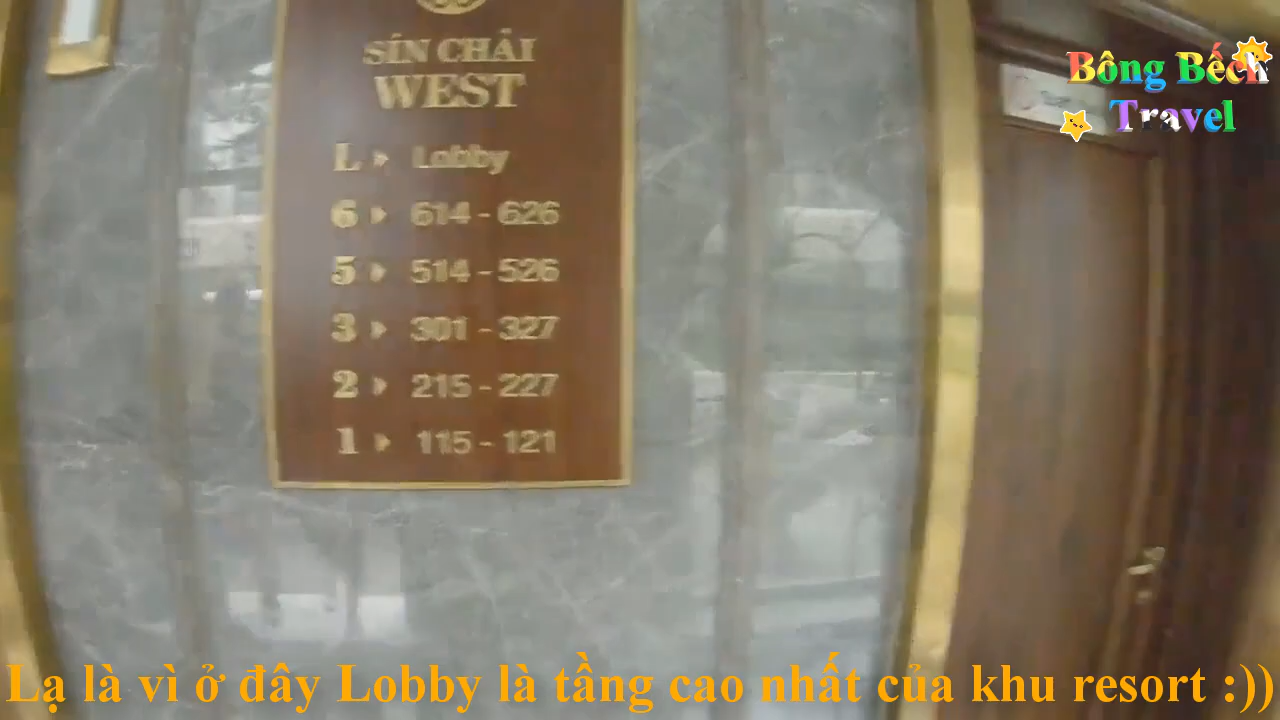 SÍN CHẢI
WEST
L Lobby
6 614 - 626
5 514 - 526
3 301 - 327
2 215 - 227
1 115 - 121
Bông Bếch
Travel
Lạ là vì ở đây Lobby là tầng cao nhất của khu resort :))